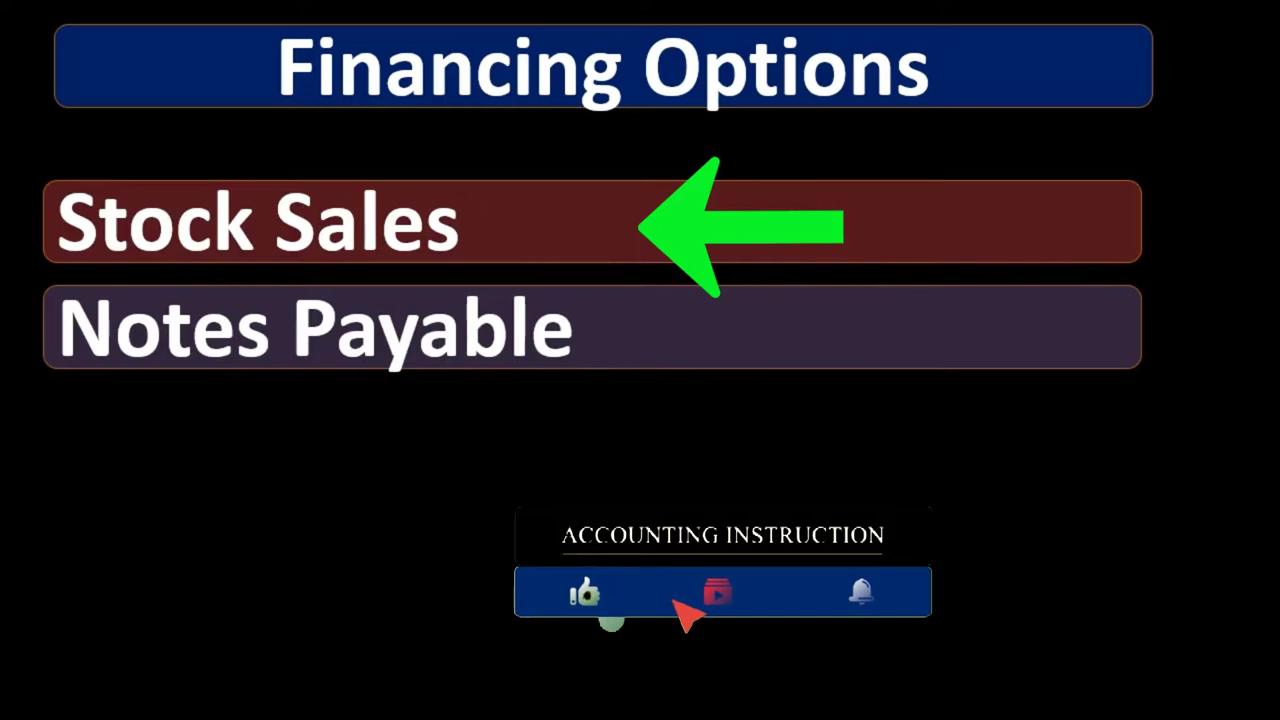 Financing Options
Stock Sales
Notes Payable
ACCOUNTING INSTRUCTION